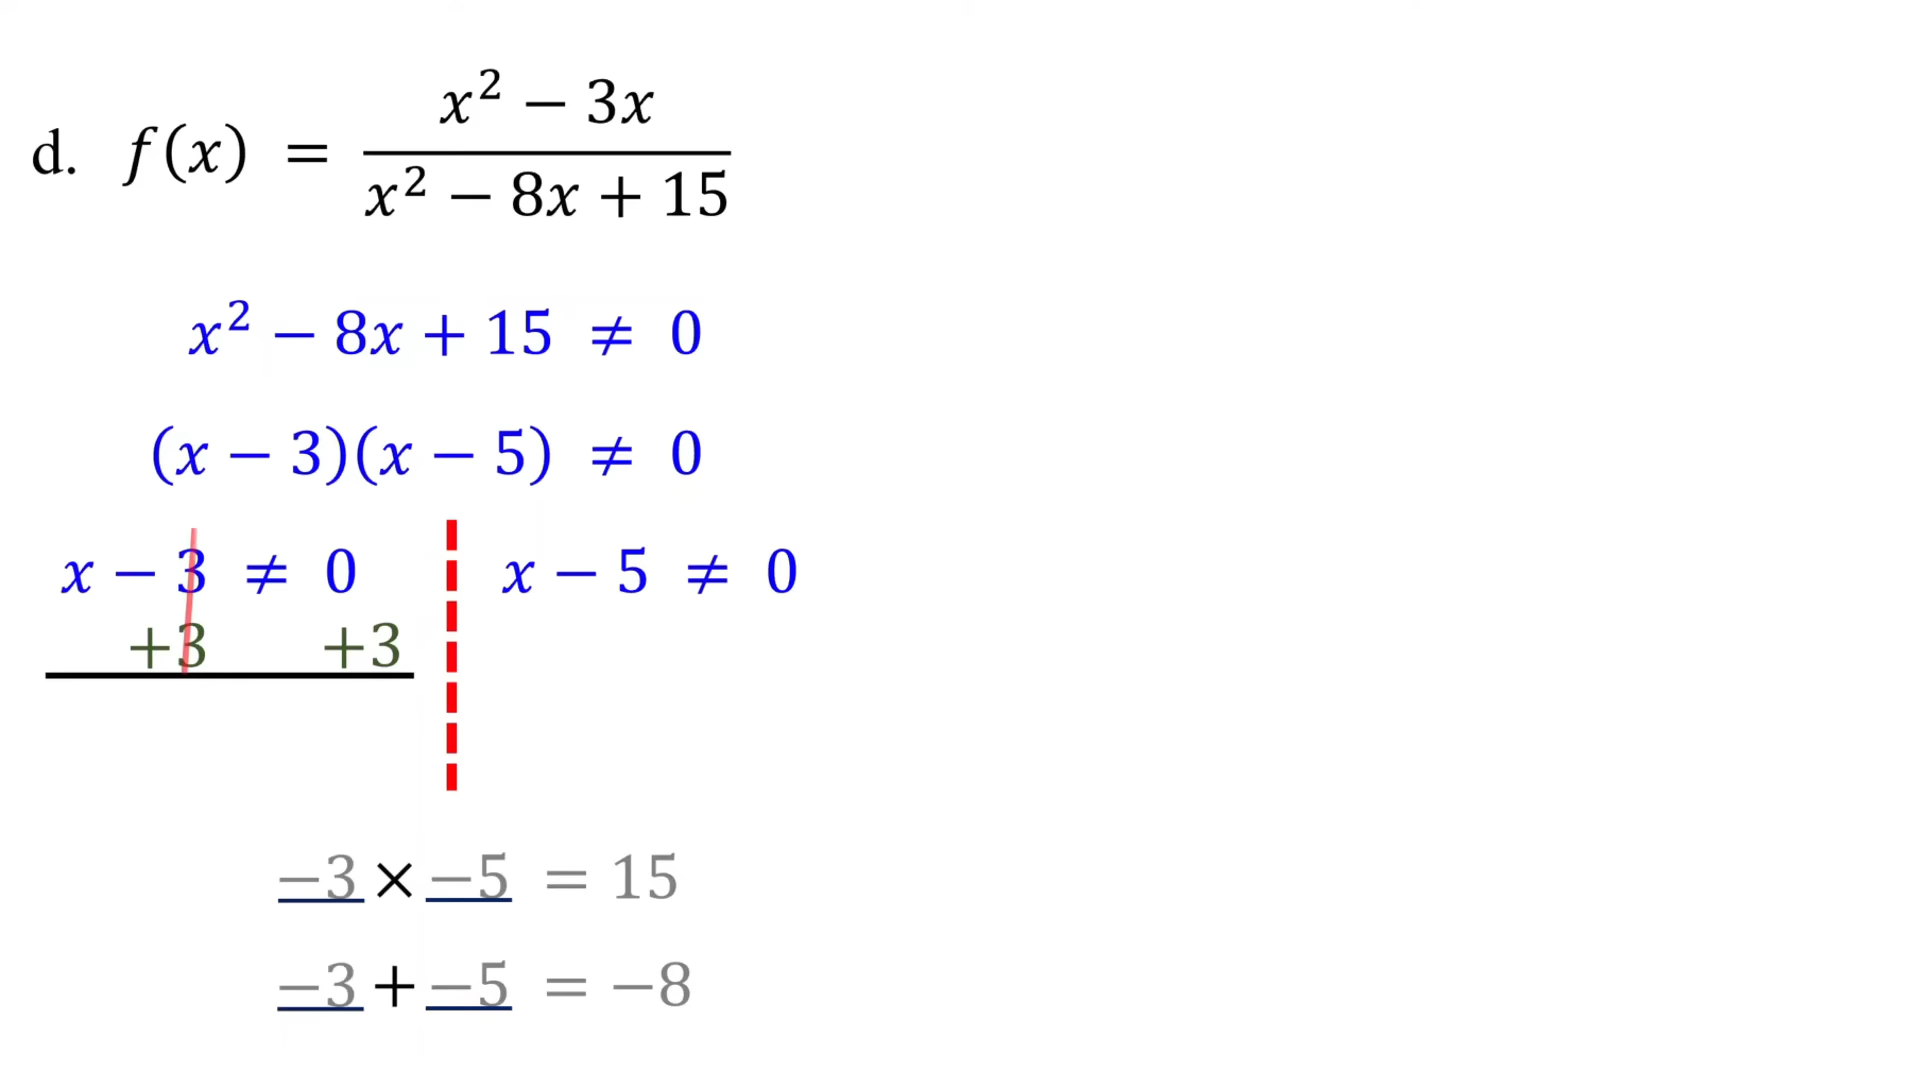 d. f(x) = (x² − 3x)/(x² − 8x + 15)
x² − 8x + 15 ≠ 0
(x − 3)(x − 5) ≠ 0
x − 3 ≠ 0 x − 5 ≠ 0
+3 +3
−3 × −5 = 15
−3 + −5 = −8